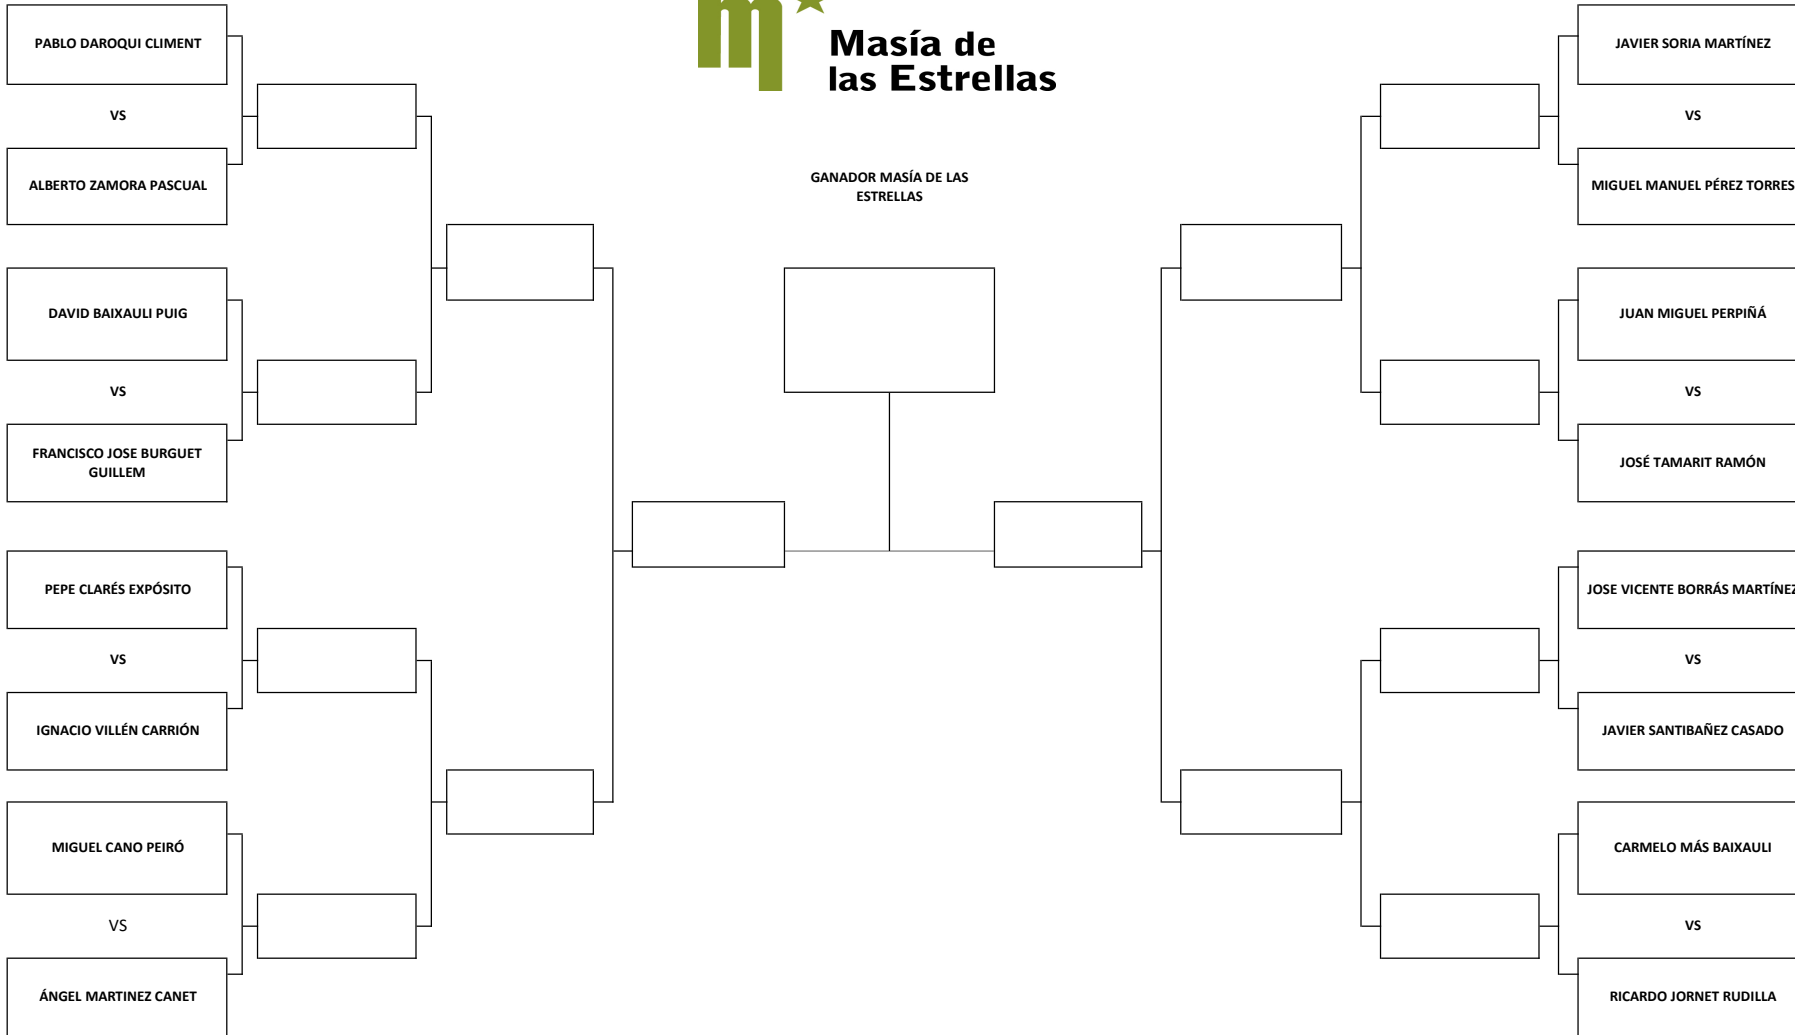 m
Masía de
las Estrellas
GANADOR MASÍA DE LAS
ESTRELLAS
PABLO DAROQUI CLIMENT
VS
ALBERTO ZAMORA PASCUAL
DAVID BAIXAULI PUIG
VS
FRANCISCO JOSE BURGUET
GUILLEM
PEPE CLARÉS EXPÓSITO
VS
IGNACIO VILLÉN CARRIÓN
MIGUEL CANO PEIRÓ
VS
ÁNGEL MARTINEZ CANET
JAVIER SORIA MARTÍNEZ
VS
MIGUEL MANUEL PÉREZ TORRES
JUAN MIGUEL PERPIÑÁ
VS
JOSÉ TAMARIT RAMÓN
JOSE VICENTE BORRÁS MARTÍNEZ
VS
JAVIER SANTIBAÑEZ CASADO
CARMELO MÁS BAIXAULI
VS
RICARDO JORNET RUDILLA